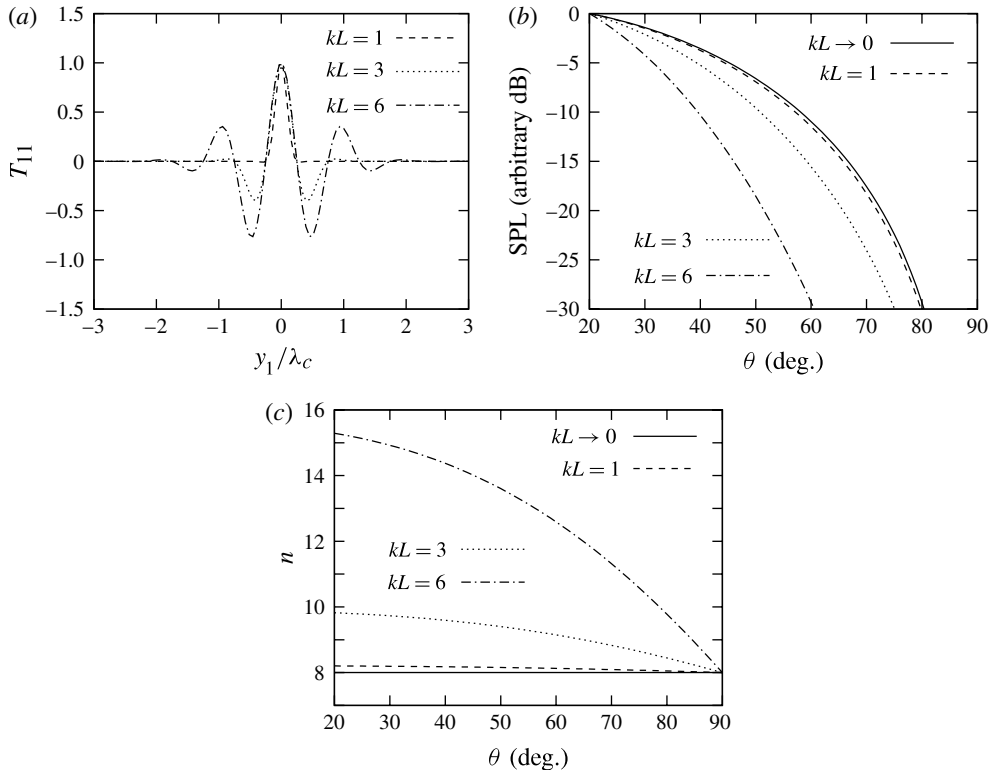 (a)
1.5
1.0
0.5
0
−0.5
−1.0
−1.5
T11
kL = 1
kL = 3
kL = 6
−3 −2 −1 0 1 2 3
y1/λc
(b)
0
−5
−10
−15
−20
−25
−30
SPL (arbitrary dB)
kL → 0
kL = 1
kL = 3
kL = 6
20 30 40 50 60 70 80 90
θ (deg.)
(c)
16
14
12
10
8
n
kL → 0
kL = 1
kL = 3
kL = 6
20 30 40 50 60 70 80 90
θ (deg.)